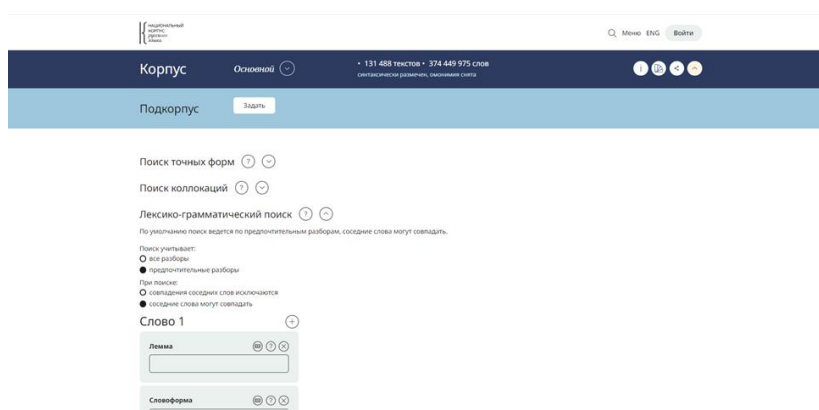 НАЦИОНАЛЬНЫЙ
КОРПУС
РУССКОГО
ЯЗЫКА
Меню ENG Войти
Корпус Основной • 131 488 текстов • 374 449 975 слов
синтаксически размечен, омонимия снята
Подкорпус Задать
Поиск точных форм ?
Поиск коллокаций ?
Лексико-грамматический поиск ?
По умолчанию поиск ведется по предпочтительным разборам, соседние слова могут совпадать.
Поиск учитывает:
все разборы
предпочтительные разборы
При поиске:
совпадения соседних слов исключаются
соседние слова могут совпадать
Слово 1
Лемма ?
Словоформа ?